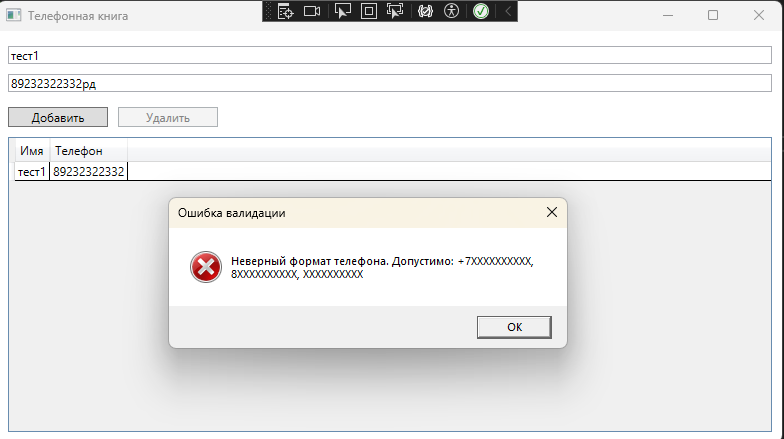 Телефонная книга
тест1
89232322332рд
Добавить Удалить
Имя Телефон
тест1 89232322332
Ошибка валидации
Неверный формат телефона. Допустимо: +7XXXXXXXXXX,
8XXXXXXXXXX, XXXXXXXXXX
OK